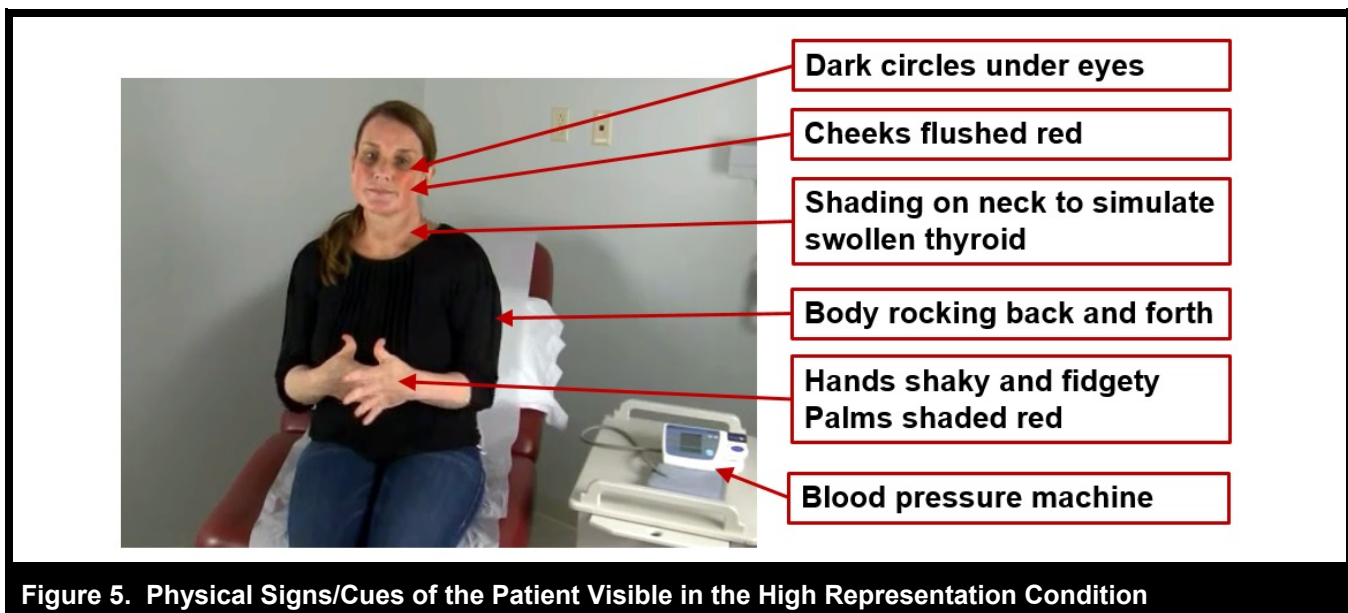 Dark circles under eyes
Cheeks flushed red
Shading on neck to simulate
swollen thyroid
Body rocking back and forth
Hands shaky and fidgety
Palms shaded red
Blood pressure machine
Figure 5.  Physical Signs/Cues of the Patient Visible in the High Representation Condition